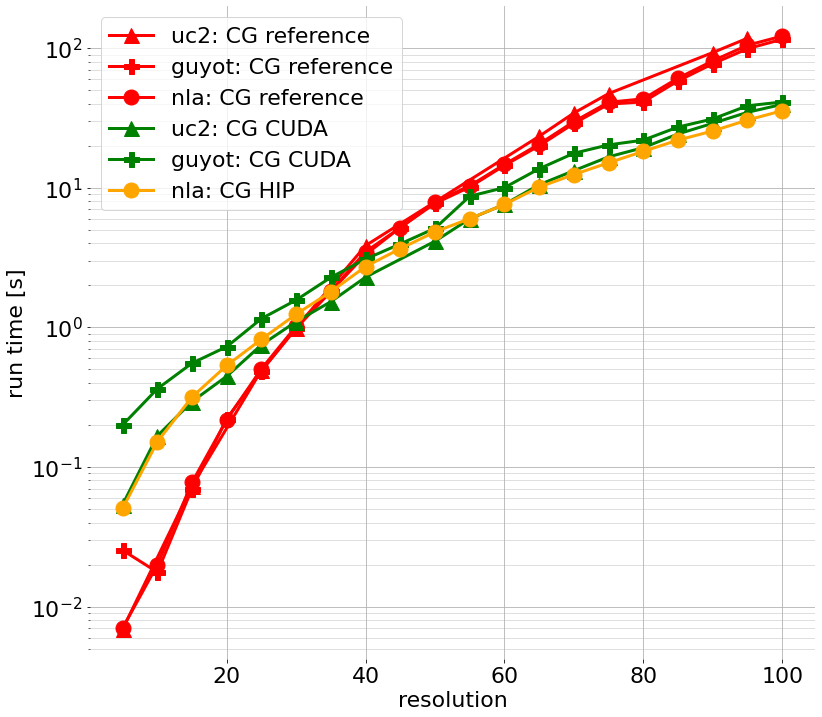 uc2: CG reference
guyot: CG reference
nla: CG reference
uc2: CG CUDA
guyot: CG CUDA
nla: CG HIP
run time [s]
10²
10¹
10⁰
10⁻¹
10⁻²
20 40 60 80 100
resolution